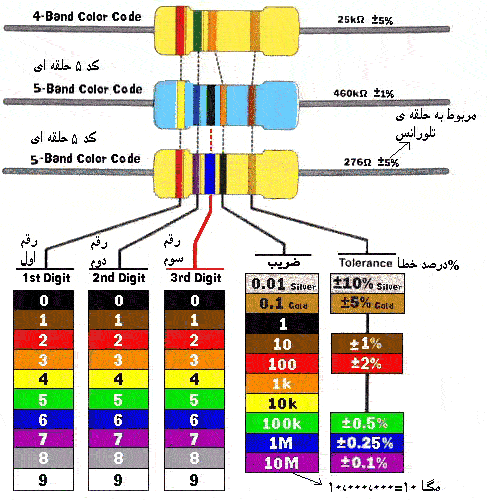 4-Band Color Code
25kΩ ±5%
کد ۵ حلقه ای
5-Band Color Code
460kΩ ±1%
مربوط به حلقه ی
تلورانس
کد ۵ حلقه ای
5-Band Color Code
276Ω ±5%
رقم اول
رقم دوم
رقم سوم
ضریب
درصد خطا%
1st Digit 2nd Digit 3rd Digit Tolerance
0 0 0 0.01 Silver ±10% Silver
1 1 1 0.1 Gold ±5% Gold
2 2 2 1
3 3 3 10 ±1%
4 4 4 100 ±2%
5 5 5 1k
6 6 6 10k
7 7 7 100k ±0.5%
8 8 8 1M ±0.25%
9 9 9 10M ±0.1%
۱۰,۰۰۰,۰۰۰=۱۰ مگا